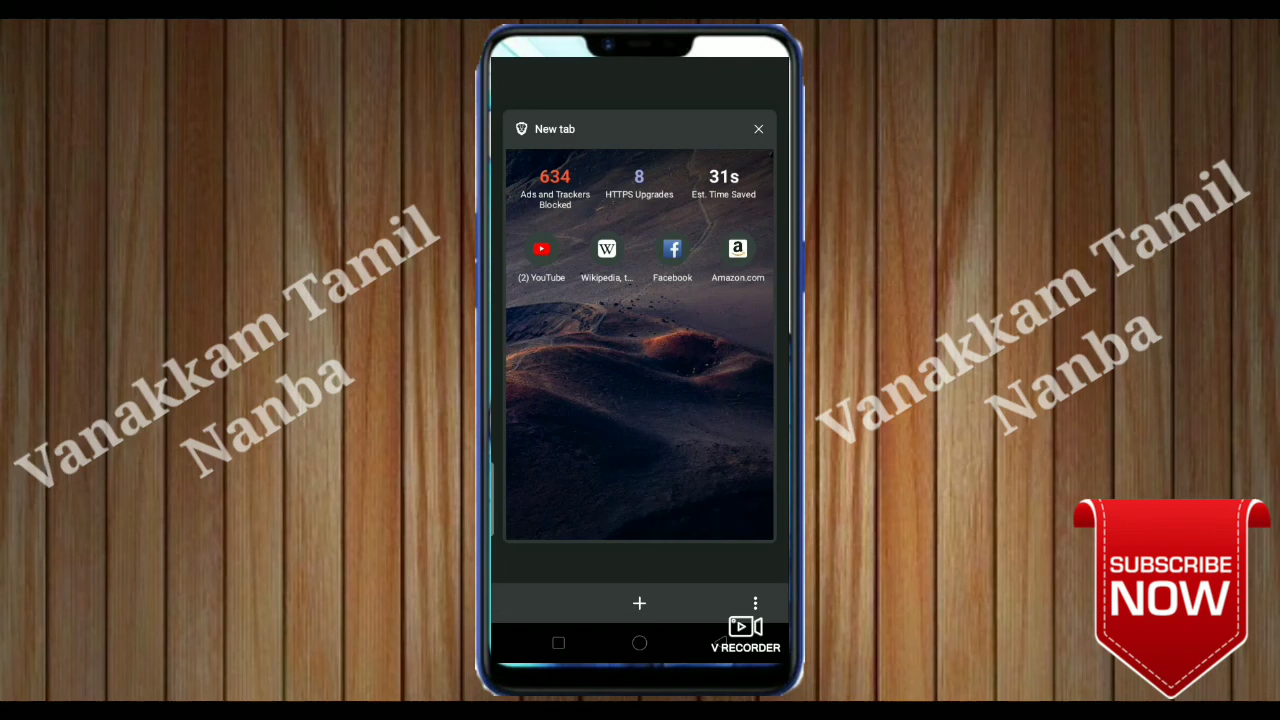 New tab
634
8
31s
Ads and Trackers
Blocked
HTTPS Upgrades
Est. Time Saved
W
f
a
(2) YouTube
Wikipedia, t...
Facebook
Amazon.com
Vanakkam Tamil
Nanba
Vanakkam Tamil
Nanba
SUBSCRIBE
NOW
V RECORDER